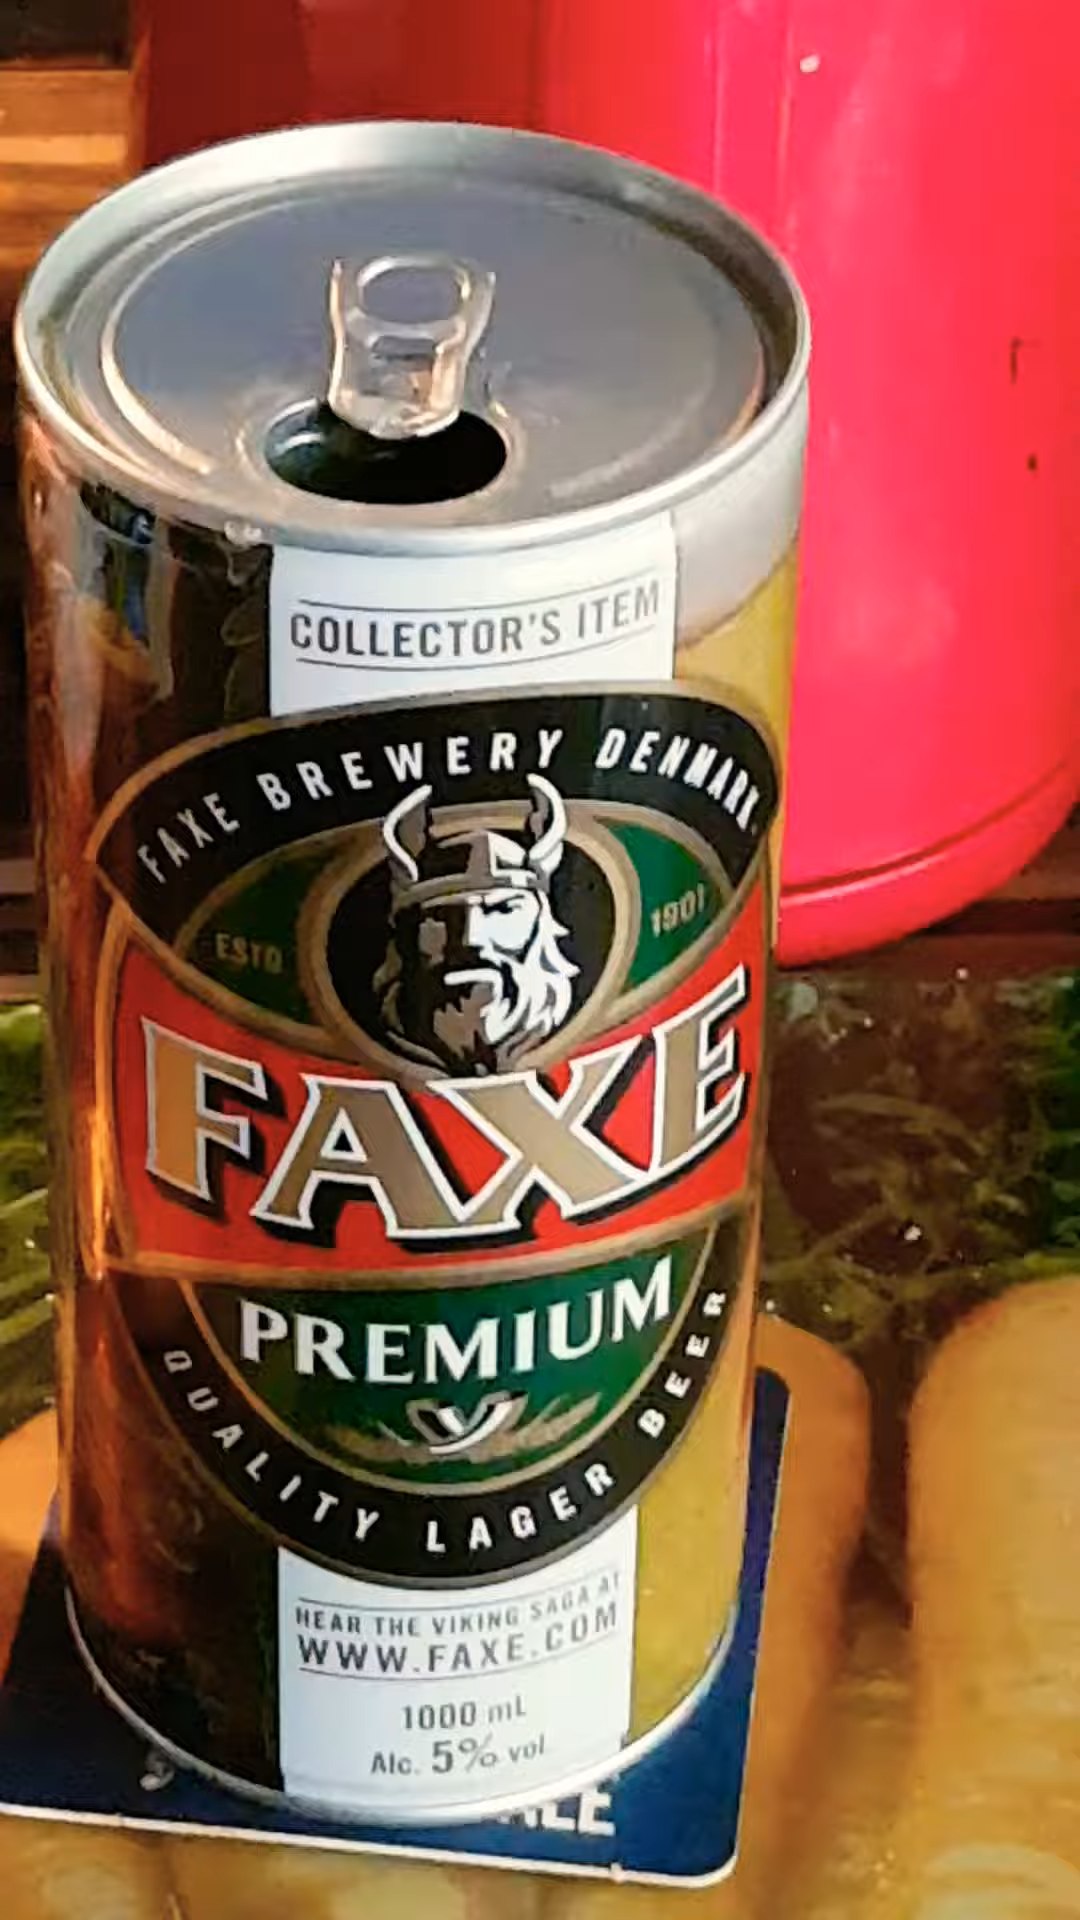 COLLECTOR'S ITEM
FAXE BREWERY DENMARK
ESTD 1901
FAXE
PREMIUM
QUALITY LAGER BEER
HEAR THE VIKING SAGA AT
WWW.FAXE.COM
1000 mL
Alc. 5% vol